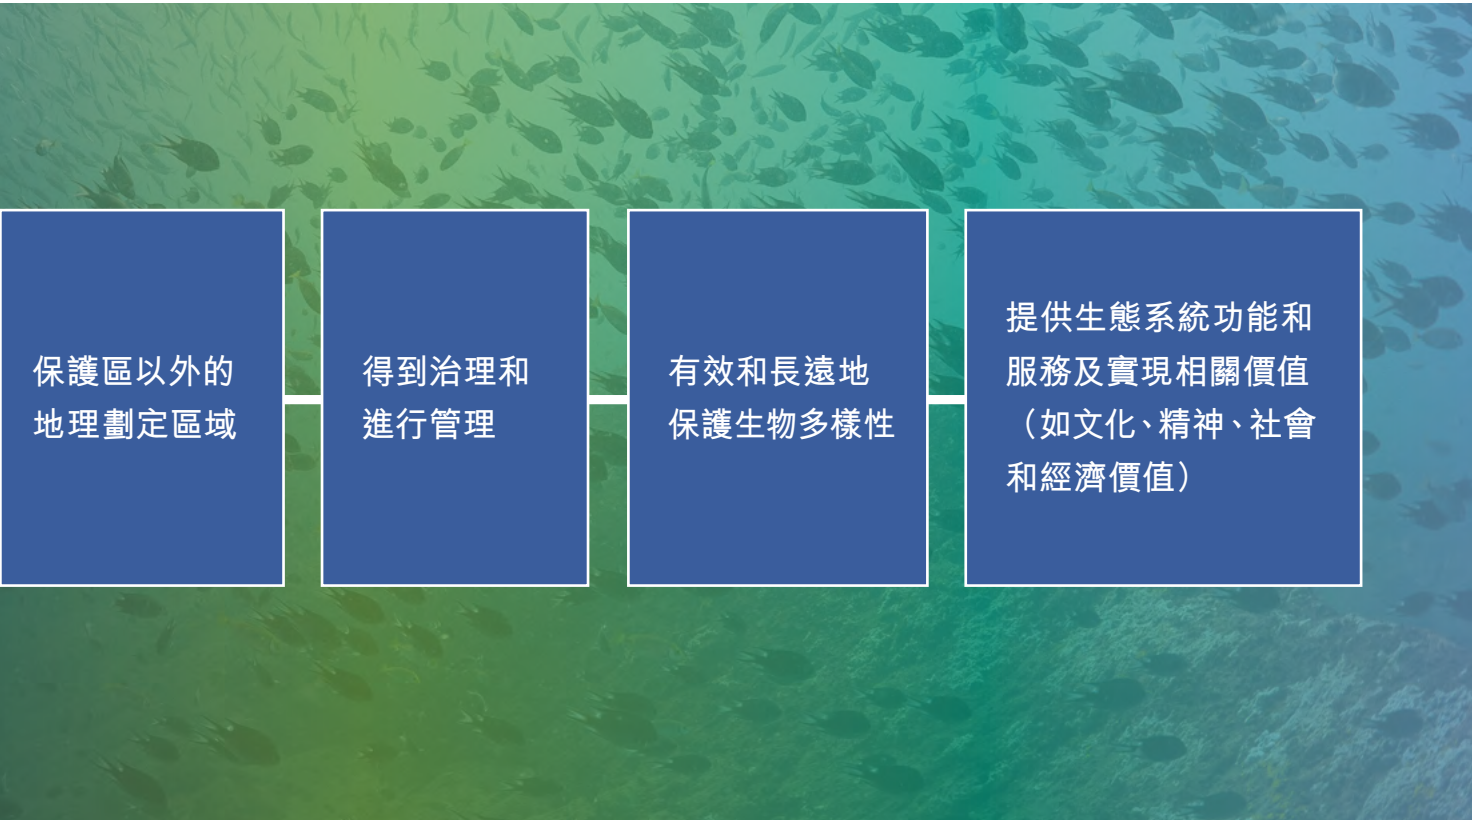 保護區以外的
地理劃定區域
得到治理和
進行管理
有效和長遠地
保護生物多樣性
提供生態系統功能和
服務及實現相關價值
（如文化、精神、社會
和經濟價值）